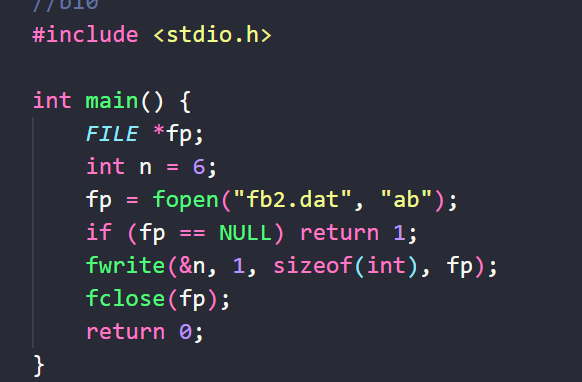 //b10
#include <stdio.h>
int main() {
FILE *fp;
int n = 6;
fp = fopen("fb2.dat", "ab");
if (fp == NULL) return 1;
fwrite(&n, 1, sizeof(int), fp);
fclose(fp);
return 0;
}